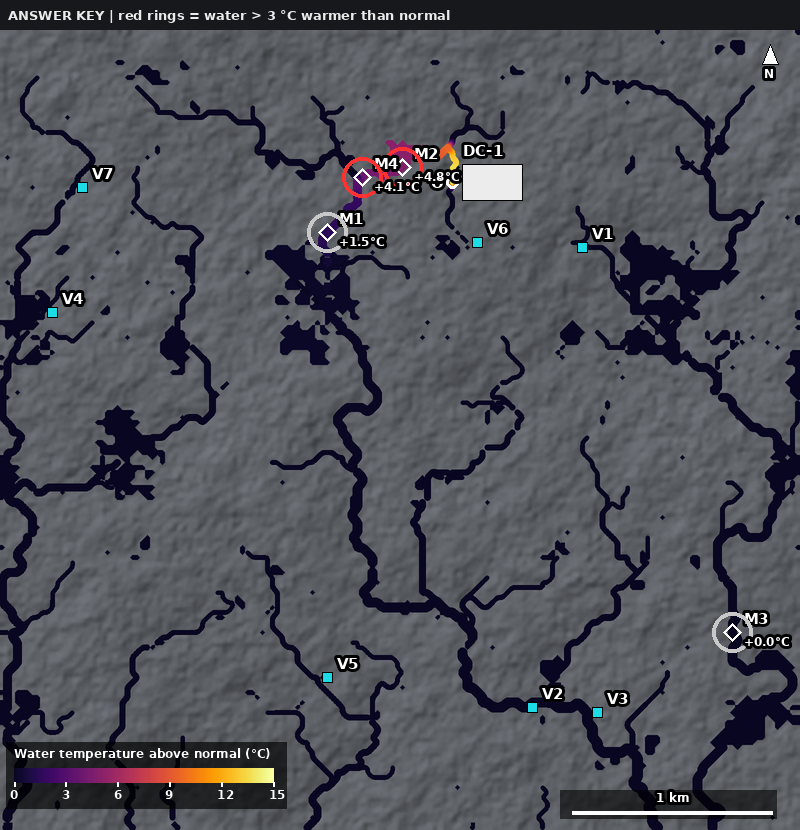 ANSWER KEY | red rings = water > 3 °C warmer than normal
N
M2
DC-1
M4
+4.8°C
+4.1°C
V7
M1
+1.5°C
V6
V1
V4
M3
+0.0°C
V5
V2
V3
Water temperature above normal (°C)
0 3 6 9 12 15
1 km